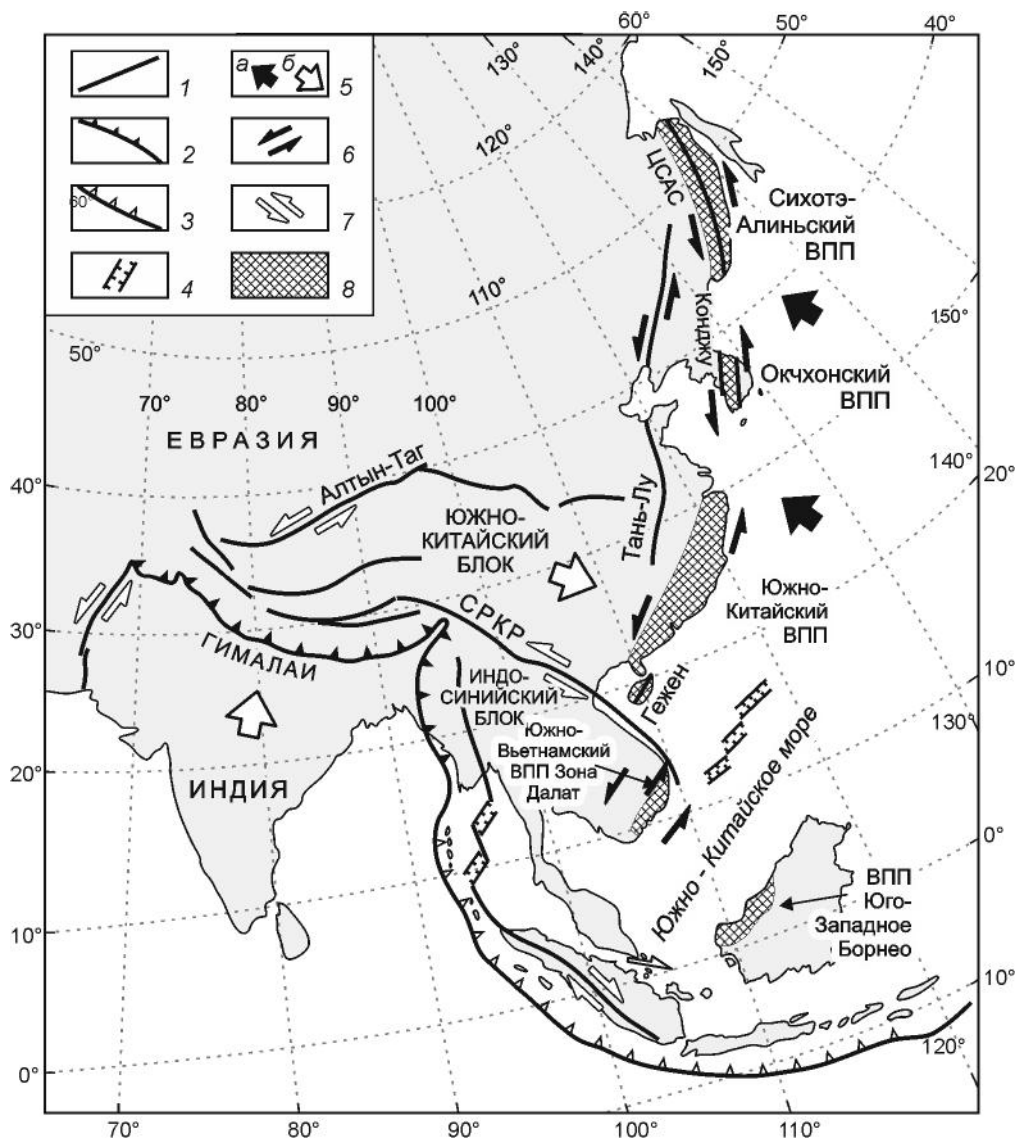 60° 50° 40°
130° 140° 150°
а б
1 5
2 6
60°
3 7
4 8
120°
110°
ЦСАС
Сихотэ-
Алиньский
ВПП
Конджу
150°
50°
70° 80° 90° 100°
Окчхонский
ВПП
ЕВРАЗИЯ
140°
20°
40°
Алтын-Таг
ЮЖНО-
КИТАЙСКИЙ
БЛОК
Тань-Лу
СРКР
Южно-
Китайский
ВПП
30°
ГИМАЛАИ
10°
ИНДО-
СИНИЙСКИЙ
БЛОК
Гежен
130°
Южно-
Вьетнамский
ВПП Зона
Далат
20°
ИНДИЯ
0°
Южно - Китайское море
ВПП
Юго-
Западное
Борнео
10°
10°
120°
0°
70° 80° 90° 100° 110°